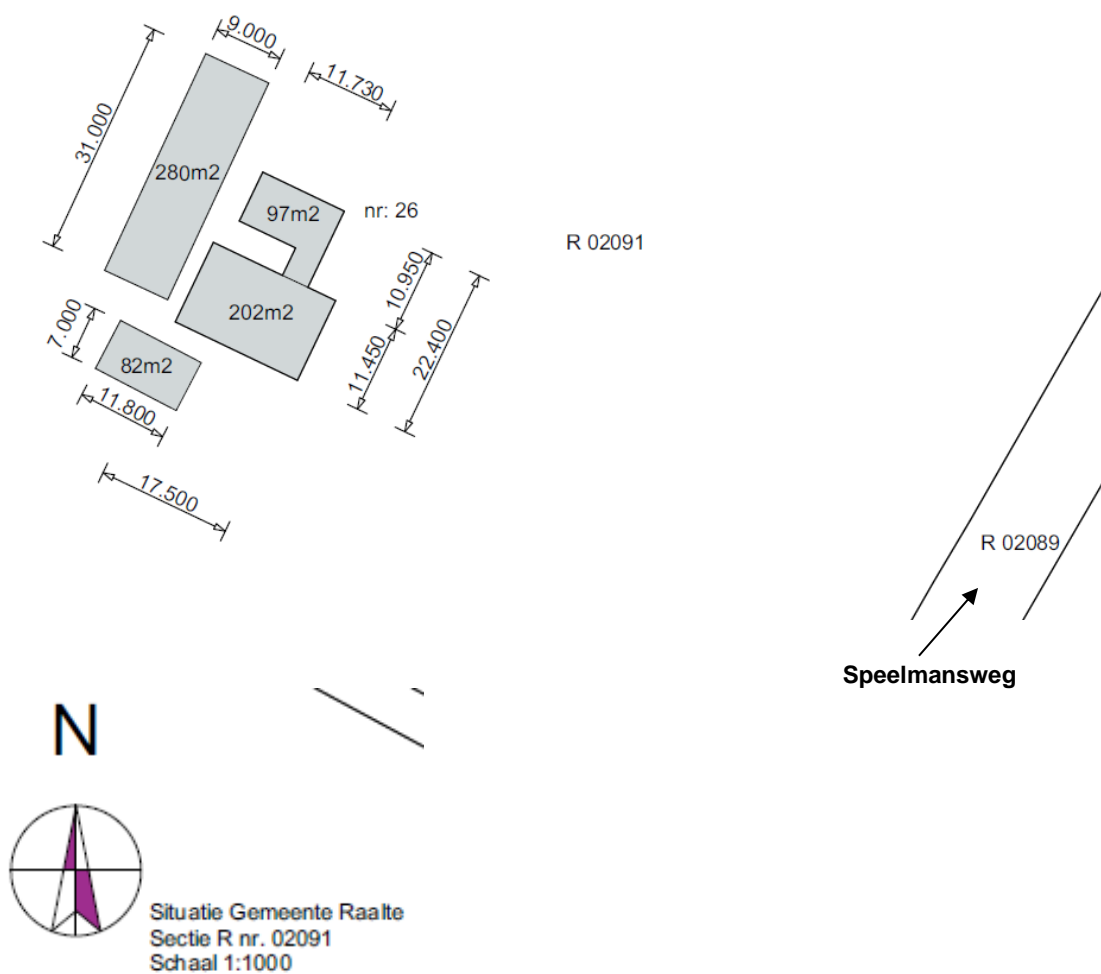 9.000
11.730
31.000
280m2
97m2
nr: 26
R 02091
10.950
7.000
202m2
11.450
22.400
82m2
11.800
17.500
R 02089
Speelmansweg
N
Situatie Gemeente Raalte
Sectie R nr. 02091
Schaal 1:1000